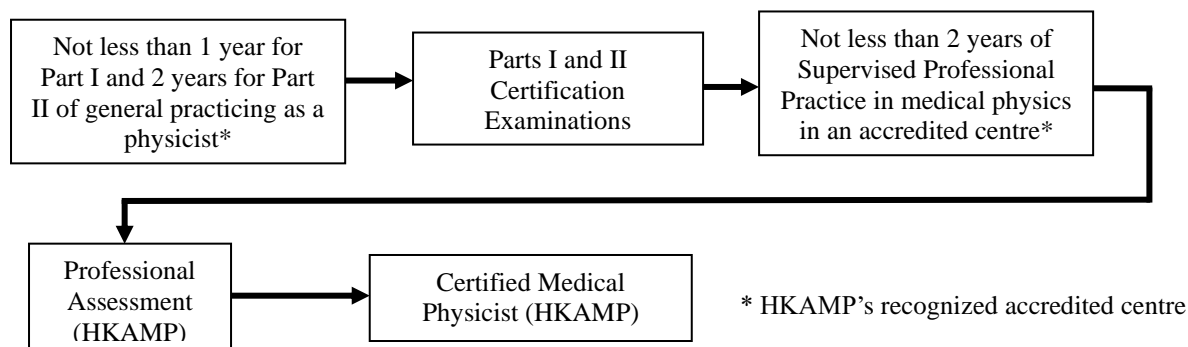 Not less than 1 year for
Part I and 2 years for Part
II of general practicing as a
physicist*
Parts I and II
Certification
Examinations
Not less than 2 years of
Supervised Professional
Practice in medical physics
in an accredited centre*
Professional
Assessment
(HKAMP)
Certified Medical
Physicist (HKAMP)
* HKAMP’s recognized accredited centre